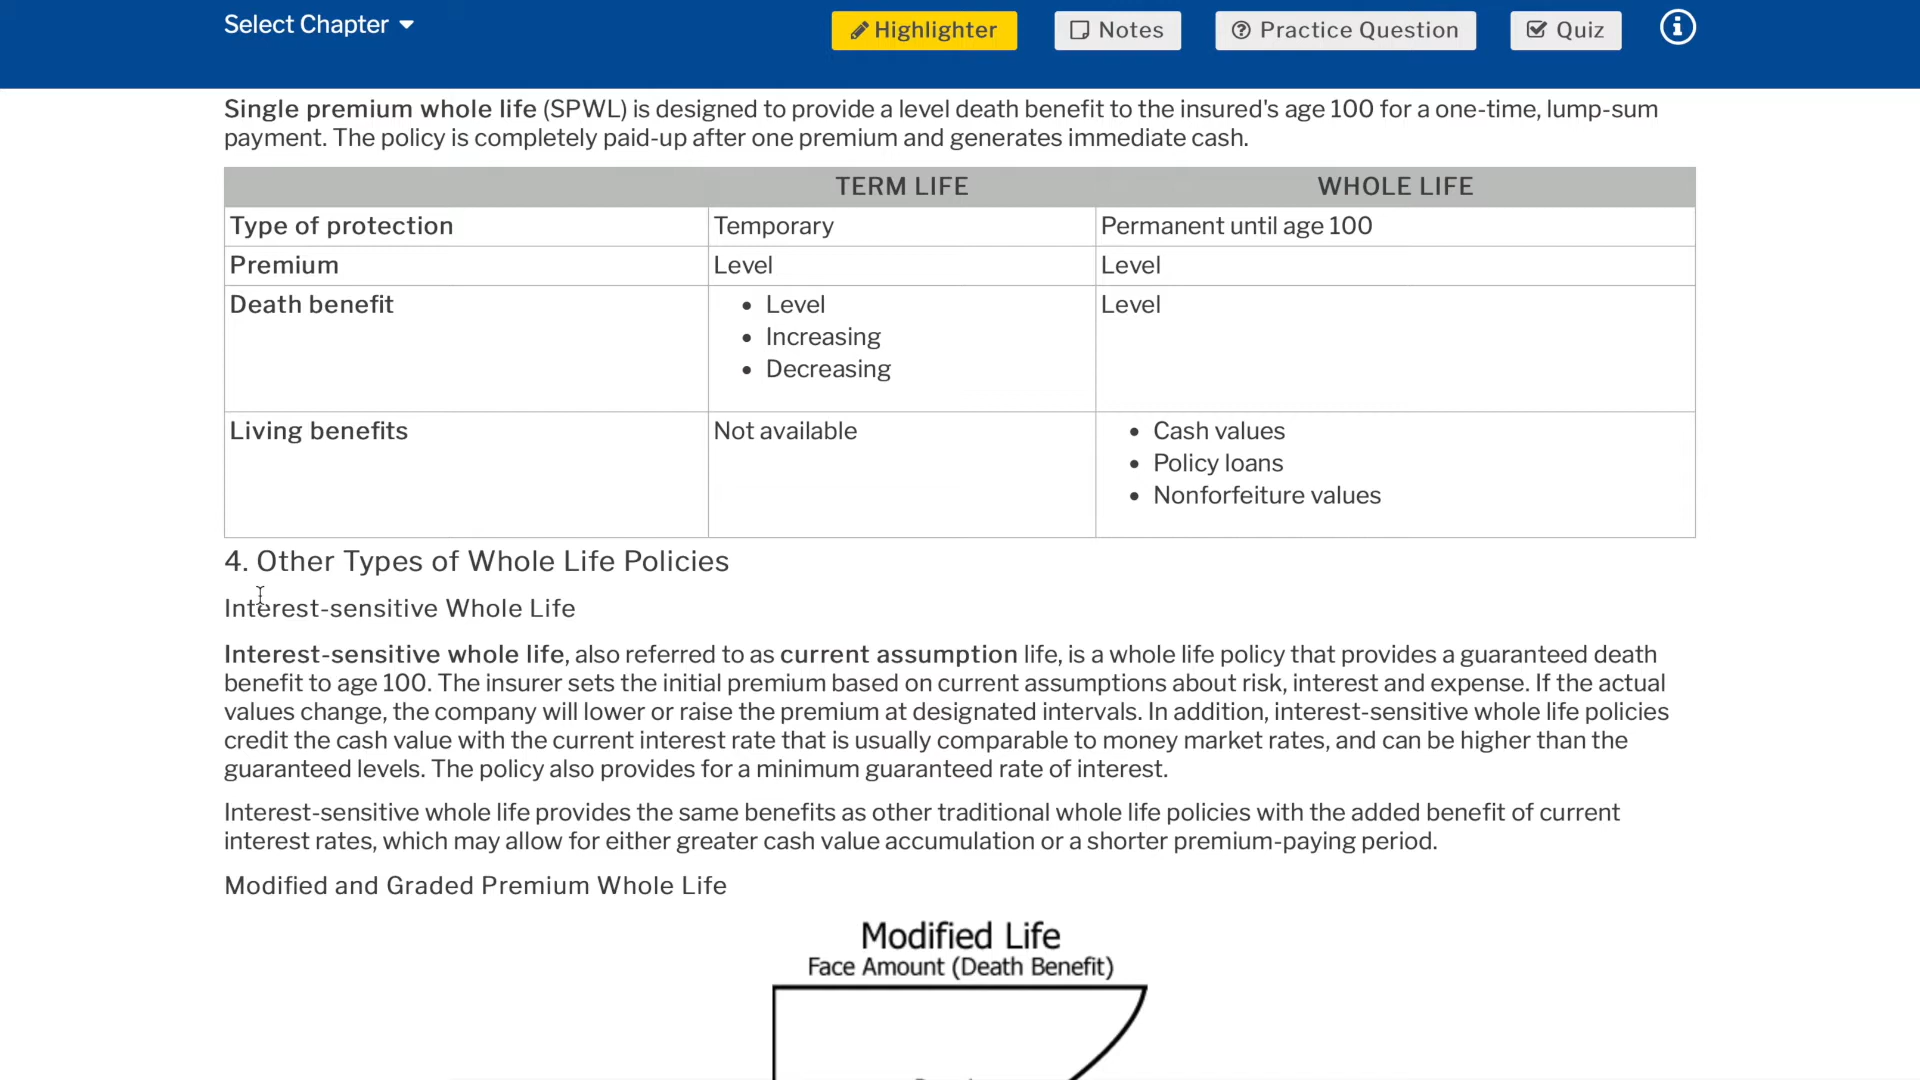 Select Chapter
Highlighter
Notes
Practice Question
Quiz
Single premium whole life (SPWL) is designed to provide a level death benefit to the insured's age 100 for a one-time, lump-sum
payment. The policy is completely paid-up after one premium and generates immediate cash.
TERM LIFE WHOLE LIFE
Type of protection Temporary Permanent until age 100
Premium Level Level
Death benefit • Level Level
• Increasing
• Decreasing
Living benefits Not available • Cash values
• Policy loans
• Nonforfeiture values
4. Other Types of Whole Life Policies
Interest-sensitive Whole Life
Interest-sensitive whole life, also referred to as current assumption life, is a whole life policy that provides a guaranteed death
benefit to age 100. The insurer sets the initial premium based on current assumptions about risk, interest and expense. If the actual
values change, the company will lower or raise the premium at designated intervals. In addition, interest-sensitive whole life policies
credit the cash value with the current interest rate that is usually comparable to money market rates, and can be higher than the
guaranteed levels. The policy also provides for a minimum guaranteed rate of interest.
Interest-sensitive whole life provides the same benefits as other traditional whole life policies with the added benefit of current
interest rates, which may allow for either greater cash value accumulation or a shorter premium-paying period.
Modified and Graded Premium Whole Life
Modified Life
Face Amount (Death Benefit)